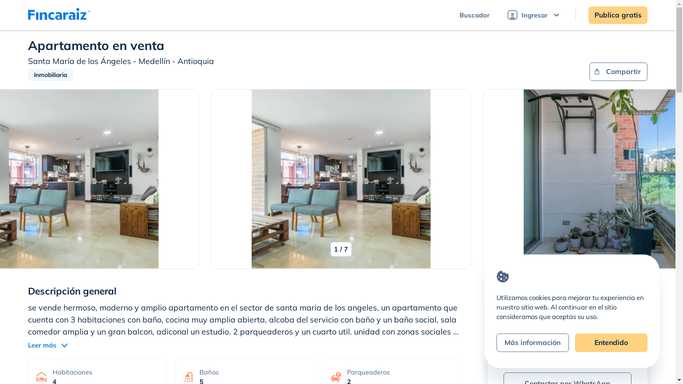 Fincaraiz
Buscador
Ingresar
Publica gratis
Apartamento en venta
Santa María de los Ángeles - Medellín - Antioquia
Inmobiliaria
Compartir
1 / 7
Descripción general
se vende hermoso, moderno y amplio apartamento en el sector de santa maria de los angeles, un apartamento que
cuenta con 3 habitaciones con baño, cocina muy amplia abierta, alcoba del servicio con baño y un baño social, sala
comedor amplia y un gran balcon, adiconal un estudio. 2 parqueaderos y un cuarto util. unidad con zonas sociales ...
Leer más
Habitaciones
4
Baños
5
Parqueaderos
2
Utilizamos cookies para mejorar tu experiencia en
nuestro sitio web. Al continuar en el sitio
consideramos que aceptas su uso.
Más información
Entendido
Contactar por WhatsApp